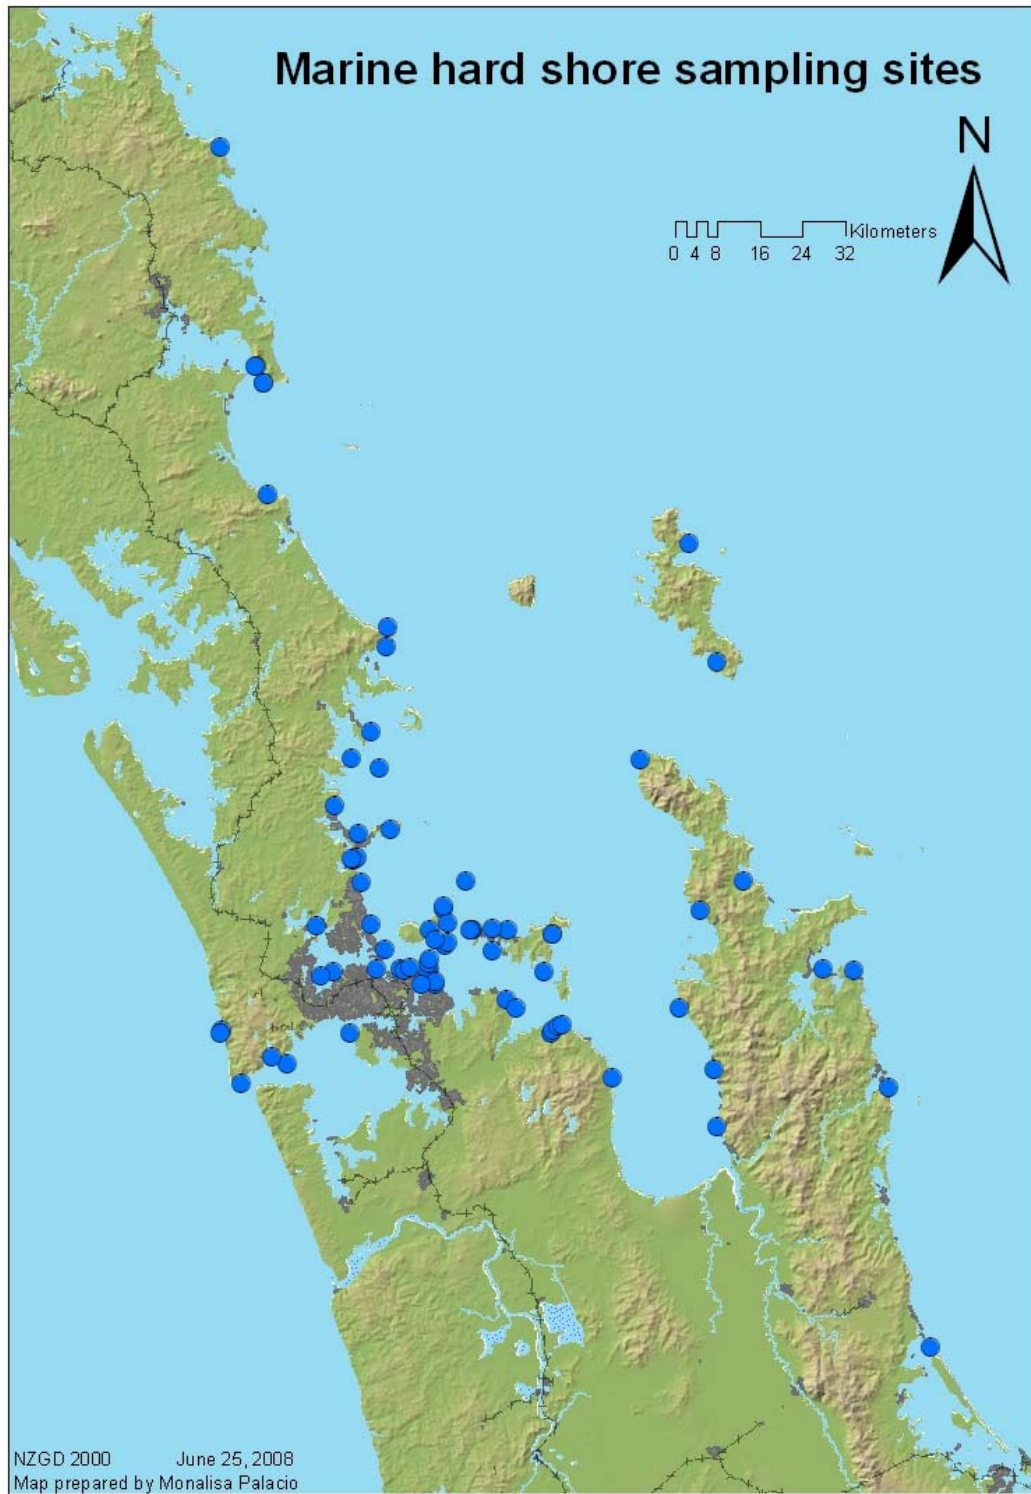 Marine hard shore sampling sites
N
Kilometers
0 4 8 16 24 32
NZGD 2000 June 25, 2008
Map prepared by Monalisa Palacio